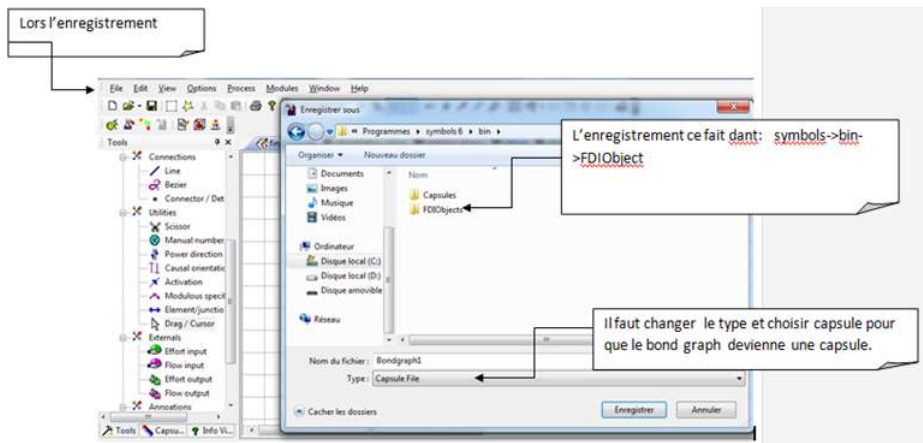 Lors l'enregistrement
File Edit View Options Process Modules Window Help
Tools
Connections
Line
Bezier
Connector / Det
Utilities
Scissor
Manual number
Power direction
Causal orientatic
Activation
Modulous specif
Element/junctio
Drag / Cursor
Externals
Effort input
Flow input
Effort output
Flow output
Annoations
Tools Capsu... Info Vi...
Enregistrer sous
Programmes symbols 6 bin
Organiser Nouveau dossier
Documents
Images
Musique
Vidéos
Ordinateur
Disque local (C:)
Disque local (D:)
Disque amovible
Réseau
Nom
Capsules
FDIObjects
Nom du fichier : Bondgraph1
Type : Capsule File
Cacher les dossiers
Enregistrer Annuler
L'enregistrement ce fait dant: symbols->bin-
>FDIObject
Il faut changer le type et choisir capsule pour
que le bond graph devienne une capsule.